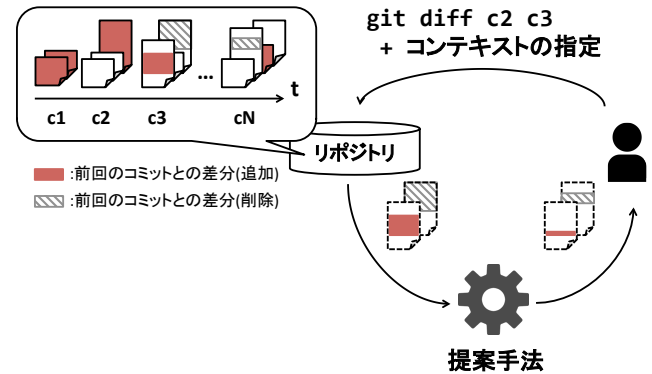 git diff c2 c3
+ コンテキストの指定
...
t
c1 c2 c3 cN
リポジトリ
:前回のコミットとの差分(追加)
:前回のコミットとの差分(削除)
提案手法